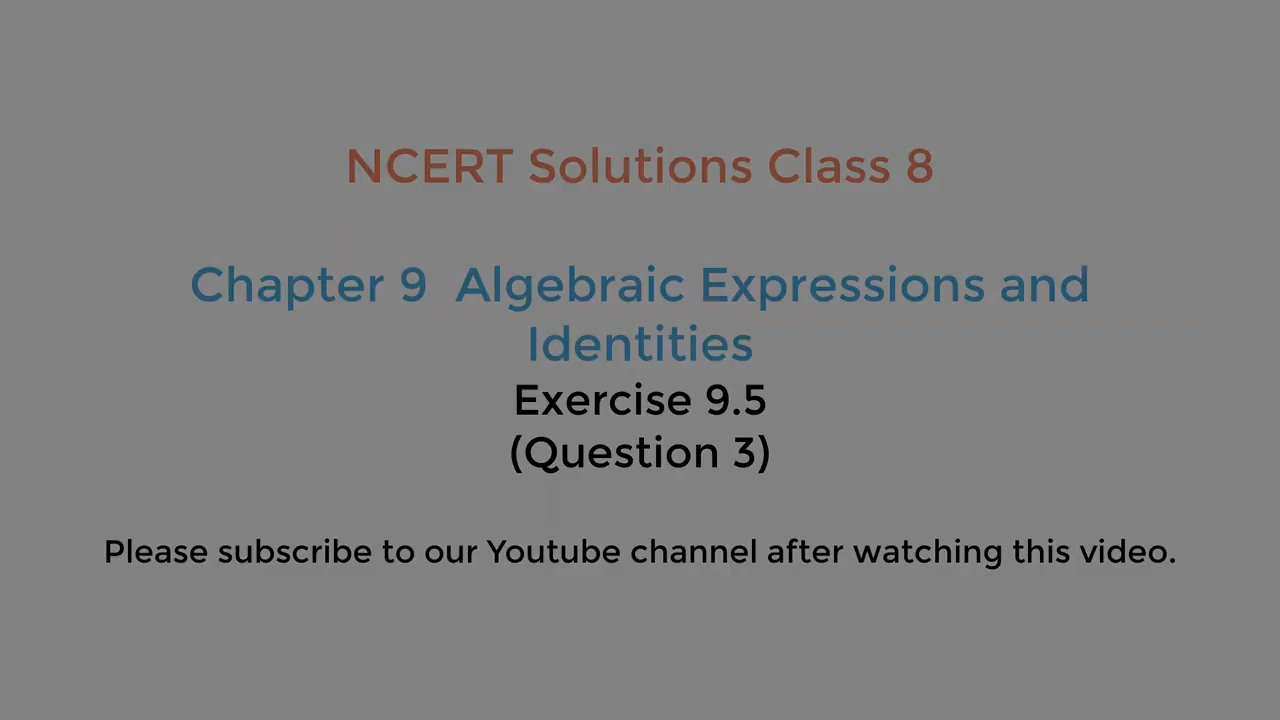 NCERT Solutions Class 8
Chapter 9 Algebraic Expressions and
Identities
Exercise 9.5
(Question 3)
Please subscribe to our Youtube channel after watching this video.